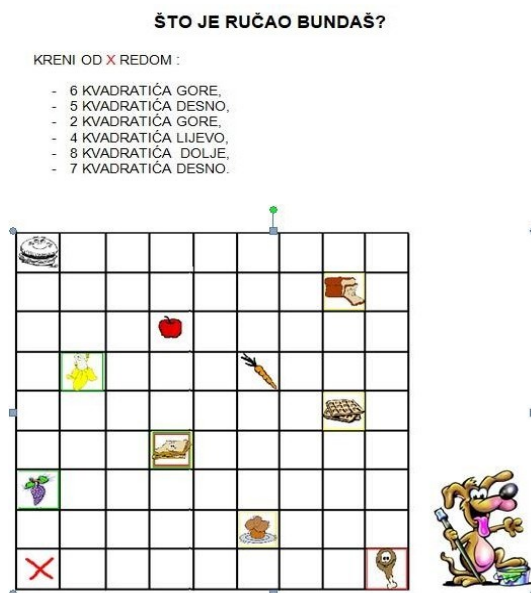 ŠTO JE RUČAO BUNDAŠ?
KRENI OD X REDOM :
- 6 KVADRATIĆA GORE,
- 5 KVADRATIĆA DESNO,
- 2 KVADRATIĆA GORE,
- 4 KVADRATIĆA LIJEVO,
- 8 KVADRATIĆA DOLJE,
- 7 KVADRATIĆA DESNO.